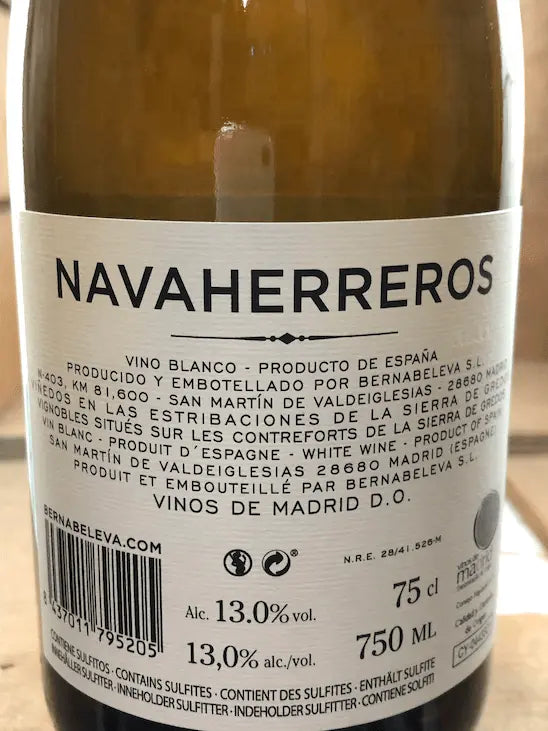 NAVAHERREROS
VINO BLANCO - PRODUCTO DE ESPAÑA
PRODUCIDO Y EMBOTELLADO POR BERNABELEVA S.L.
N-403, KM 81,600 - SAN MARTÍN DE VALDEIGLESIAS - 28680 MADRID
VIÑEDOS EN LAS ESTRIBACIONES DE LA SIERRA DE GREDOS
VIGNOBLES SITUÉS SUR LES CONTREFORTS DE LA SIERRA DE GREDOS
VIN BLANC - PRODUIT D´ESPAGNE - WHITE WINE - PRODUCT OF SPAIN
SAN MARTÍN DE VALDEIGLESIAS 28680 MADRID (ESPAGNE)
PRODUIT ET EMBOUTEILLÉ PAR BERNABELEVA S.L.
VINOS DE MADRID D.O.
BERNABELEVA.COM
8 437011 795205
N.R.E. 28/41.526-M
Alc. 13.0% vol.
75 cl
13,0% alc./vol.
750 ML
vinos de
madrid
CONTIENE SULFITOS - CONTAINS SULFITES - CONTIENT DES SULFITES - ENTHÄLT SULFITE
INNEHÅLLER SULFITER - INNEHOLDER SULFITTER - INDEHOLDER SULFITTER - CONTIENE SOLFITI